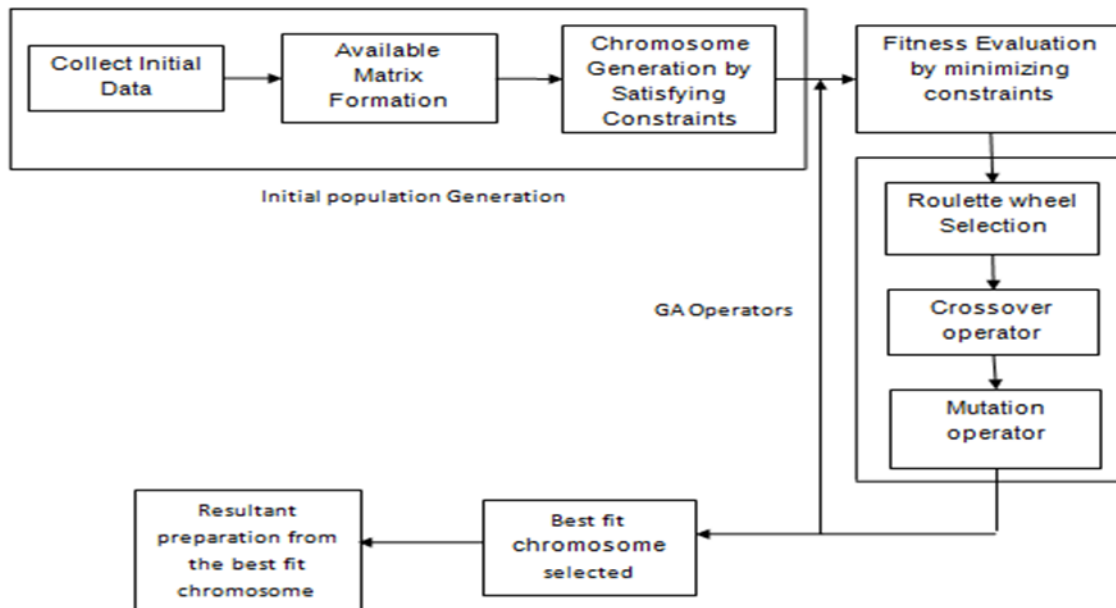 Collect Initial
Data
Available
Matrix
Formation
Chromosome
Generation by
Satisfying
Constraints
Fitness Evaluation
by minimizing
constraints
Initial population Generation
Roulette wheel
Selection
GA Operators
Crossover
operator
Mutation
operator
Best fit
chromosome
selected
Resultant
preparation from
the best fit
chromosome